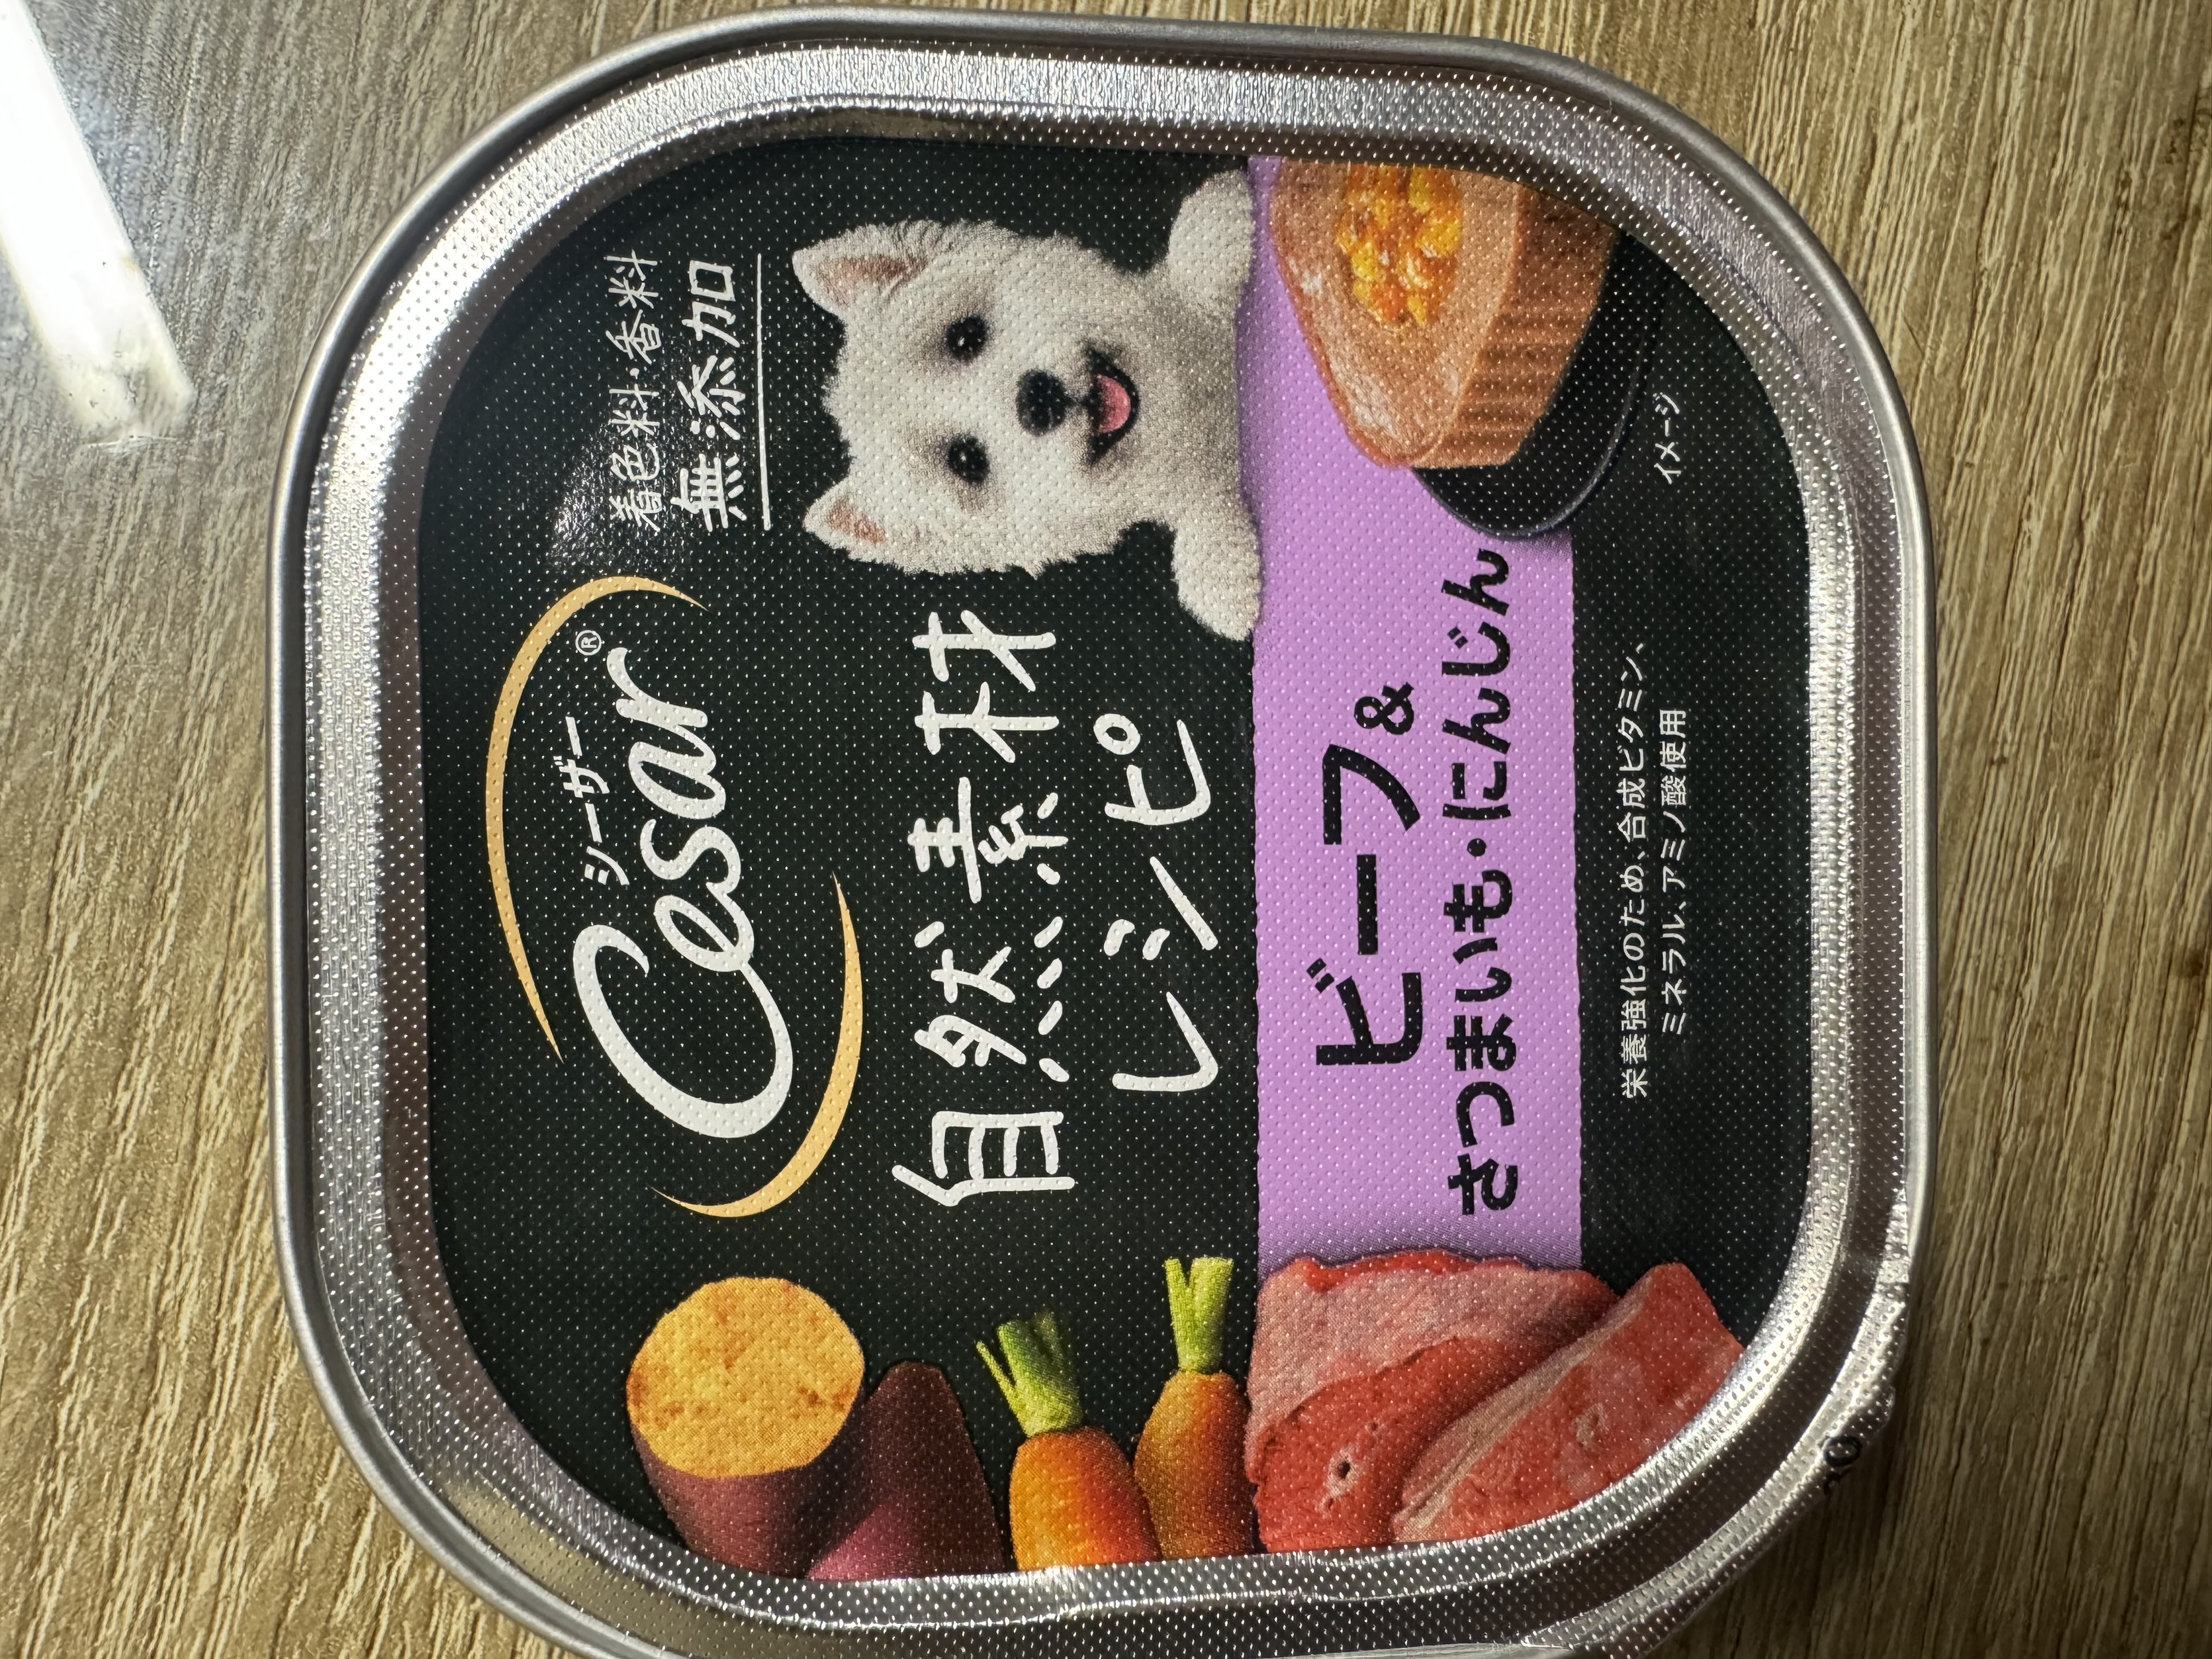 シーザー
Cesar®
着色料・香料
無添加
自然素材
レシピ
ビーフ&
さつまいも・にんじん
イメージ
栄養強化のため、合成ビタミン、
ミネラル、アミノ酸使用